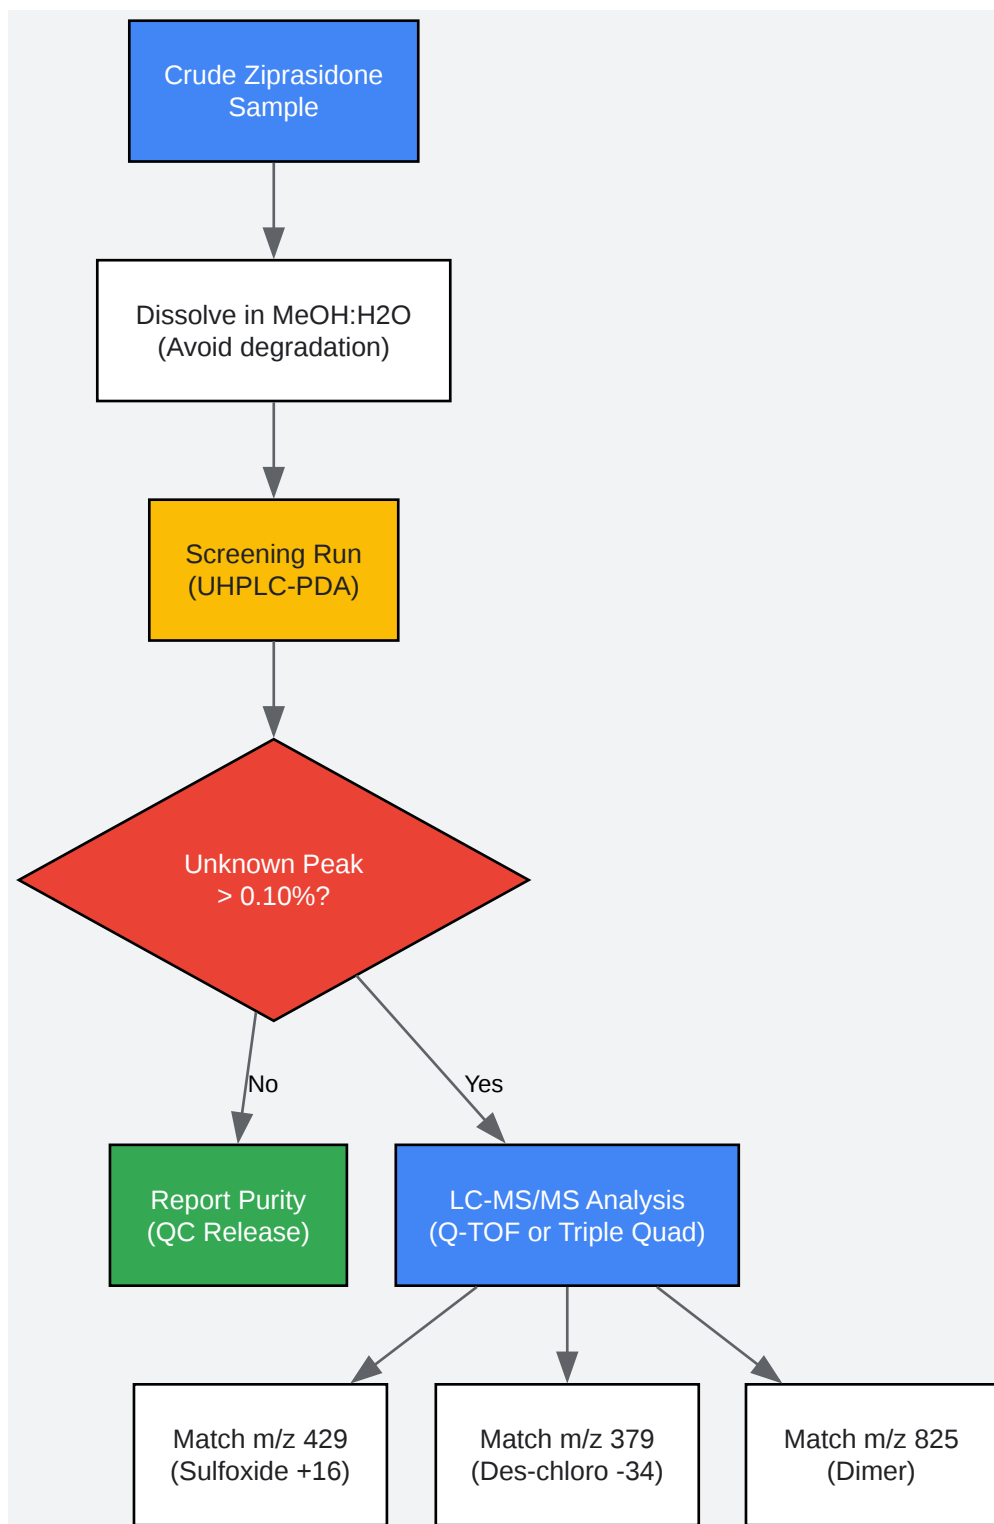 Crude Ziprasidone
Sample
Dissolve in MeOH:H2O
(Avoid degradation)
Screening Run
(UHPLC-PDA)
Unknown Peak
> 0.10%?
No
Yes
Report Purity
(QC Release)
LC-MS/MS Analysis
(Q-TOF or Triple Quad)
Match m/z 429
(Sulfoxide +16)
Match m/z 379
(Des-chloro -34)
Match m/z 825
(Dimer)